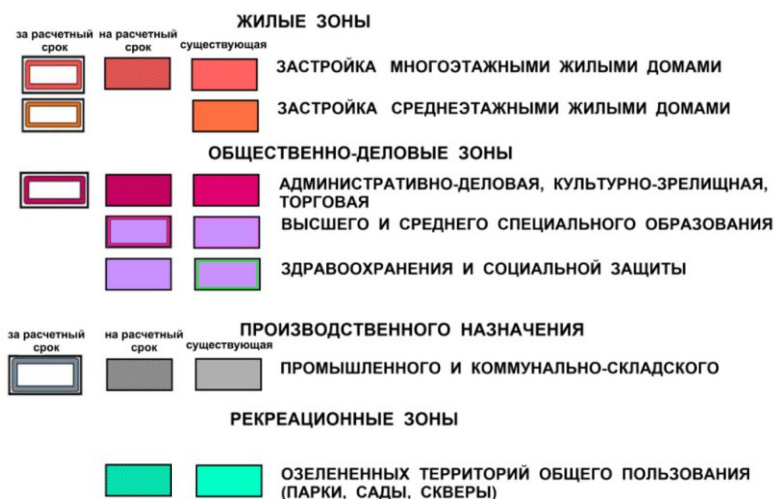 ЖИЛЫЕ ЗОНЫ
за расчетный срок
на расчетный срок
существующая
ЗАСТРОЙКА МНОГОЭТАЖНЫМИ ЖИЛЫМИ ДОМАМИ
ЗАСТРОЙКА СРЕДНЕЭТАЖНЫМИ ЖИЛЫМИ ДОМАМИ
ОБЩЕСТВЕННО-ДЕЛОВЫЕ ЗОНЫ
АДМИНИСТРАТИВНО-ДЕЛОВАЯ, КУЛЬТУРНО-ЗРЕЛИЩНАЯ,
ТОРГОВАЯ
ВЫСШЕГО И СРЕДНЕГО СПЕЦИАЛЬНОГО ОБРАЗОВАНИЯ
ЗДРАВООХРАНЕНИЯ И СОЦИАЛЬНОЙ ЗАЩИТЫ
ПРОИЗВОДСТВЕННОГО НАЗНАЧЕНИЯ
за расчетный срок
на расчетный срок
существующая
ПРОМЫШЛЕННОГО И КОММУНАЛЬНО-СКЛАДСКОГО
РЕКРЕАЦИОННЫЕ ЗОНЫ
ОЗЕЛЕНЕННЫХ ТЕРРИТОРИЙ ОБЩЕГО ПОЛЬЗОВАНИЯ
(ПАРКИ, САДЫ, СКВЕРЫ)